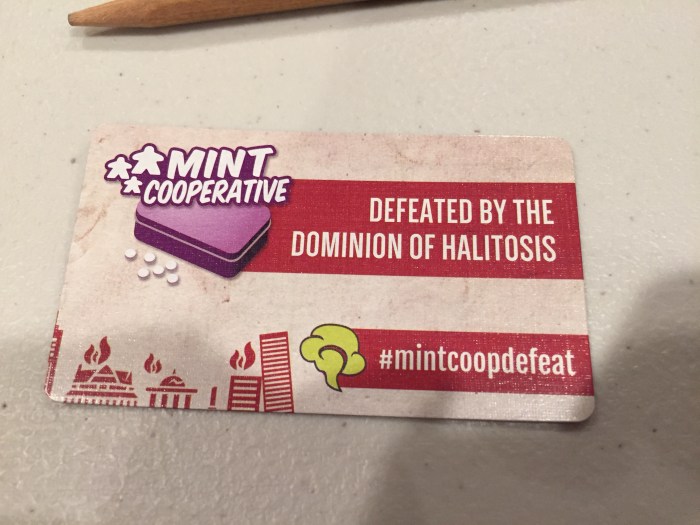 MINT
COOPERATIVE
DEFEATED BY THE
DOMINION OF HALITOSIS
#mintcoopdefeat